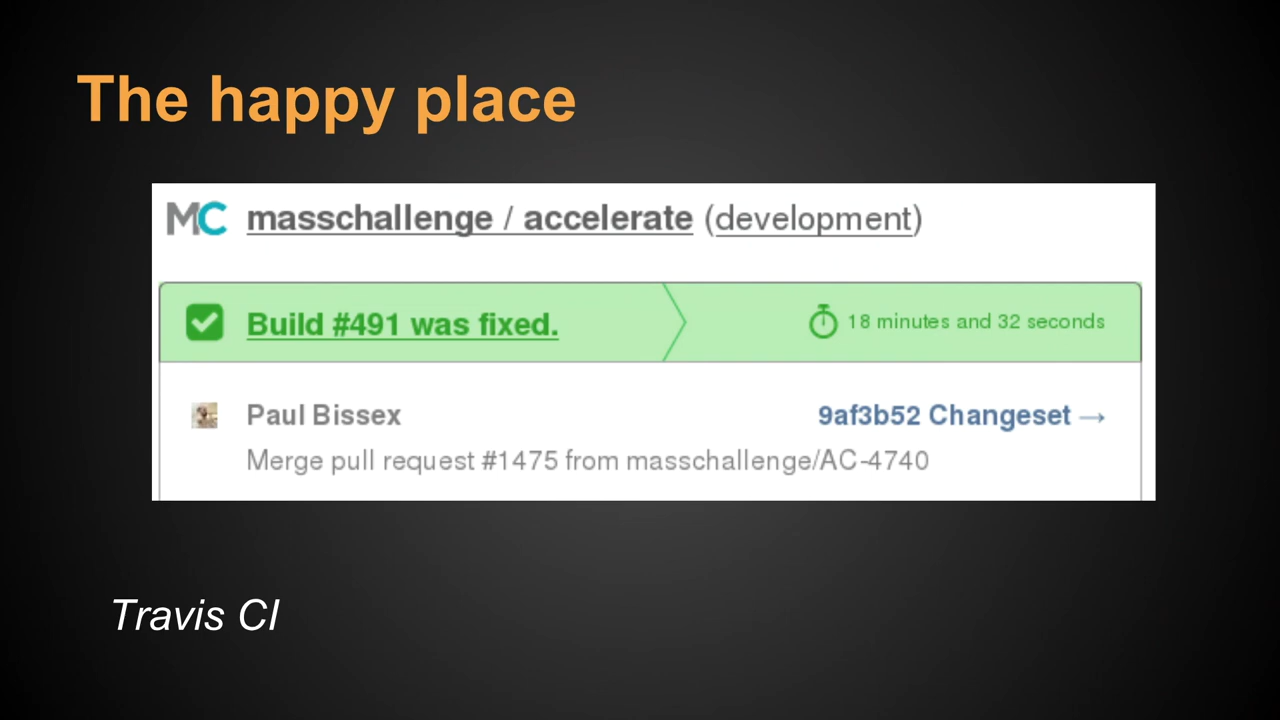 The happy place
MC masschallenge / accelerate (development)
Build #491 was fixed. 18 minutes and 32 seconds
Paul Bissex 9af3b52 Changeset →
Merge pull request #1475 from masschallenge/AC-4740
Travis CI